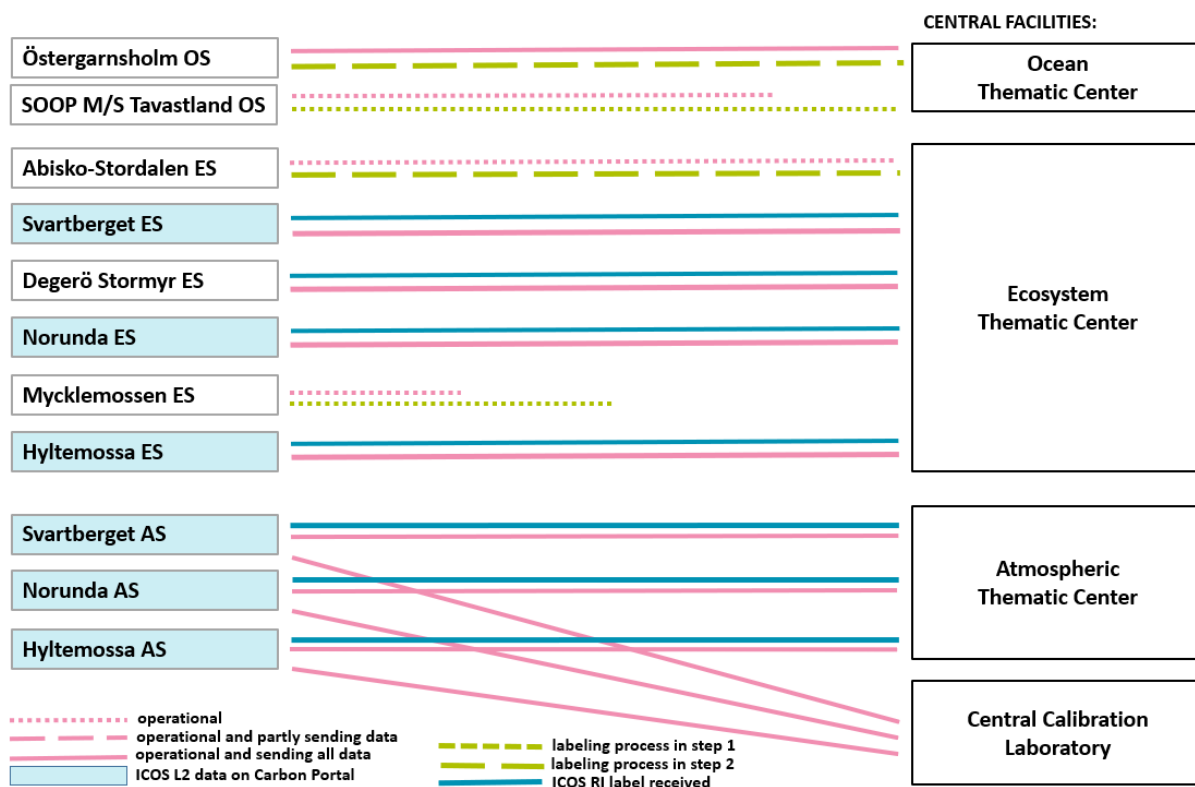 CENTRAL FACILITIES:
Östergarnsholm OS
SOOP M/S Tavastland OS
Ocean
Thematic Center
Abisko-Stordalen ES
Svartberget ES
Degerö Stormyr ES
Norunda ES
Mycklemossen ES
Hyltemossa ES
Ecosystem
Thematic Center
Svartberget AS
Norunda AS
Hyltemossa AS
Atmospheric
Thematic Center
Central Calibration
Laboratory
operational
operational and partly sending data
operational and sending all data
ICOS L2 data on Carbon Portal
labeling process in step 1
labeling process in step 2
ICOS RI label received